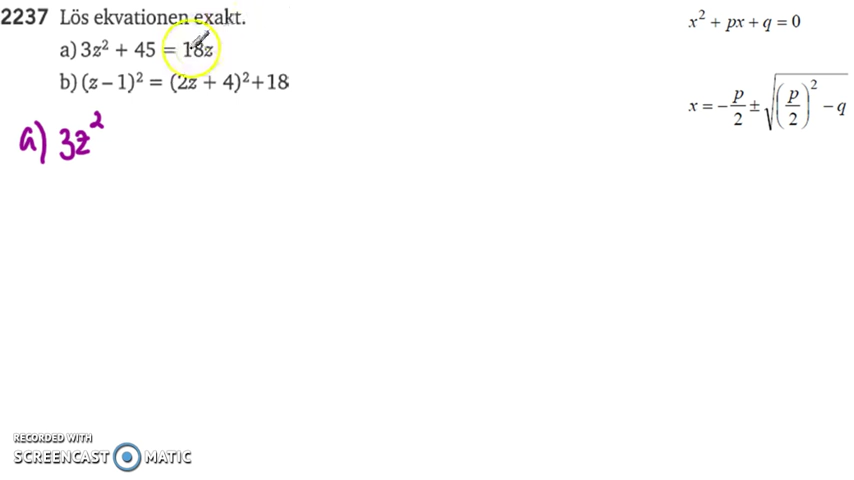 2237 Lös ekvationen exakt.
a) 3z² + 45 = 18z
b) (z – 1)² = (2z + 4)²+18
x² + px + q = 0
x = −p/2 ± √((p/2)² − q)
a) 3z²
RECORDED WITH
SCREENCAST MATIC